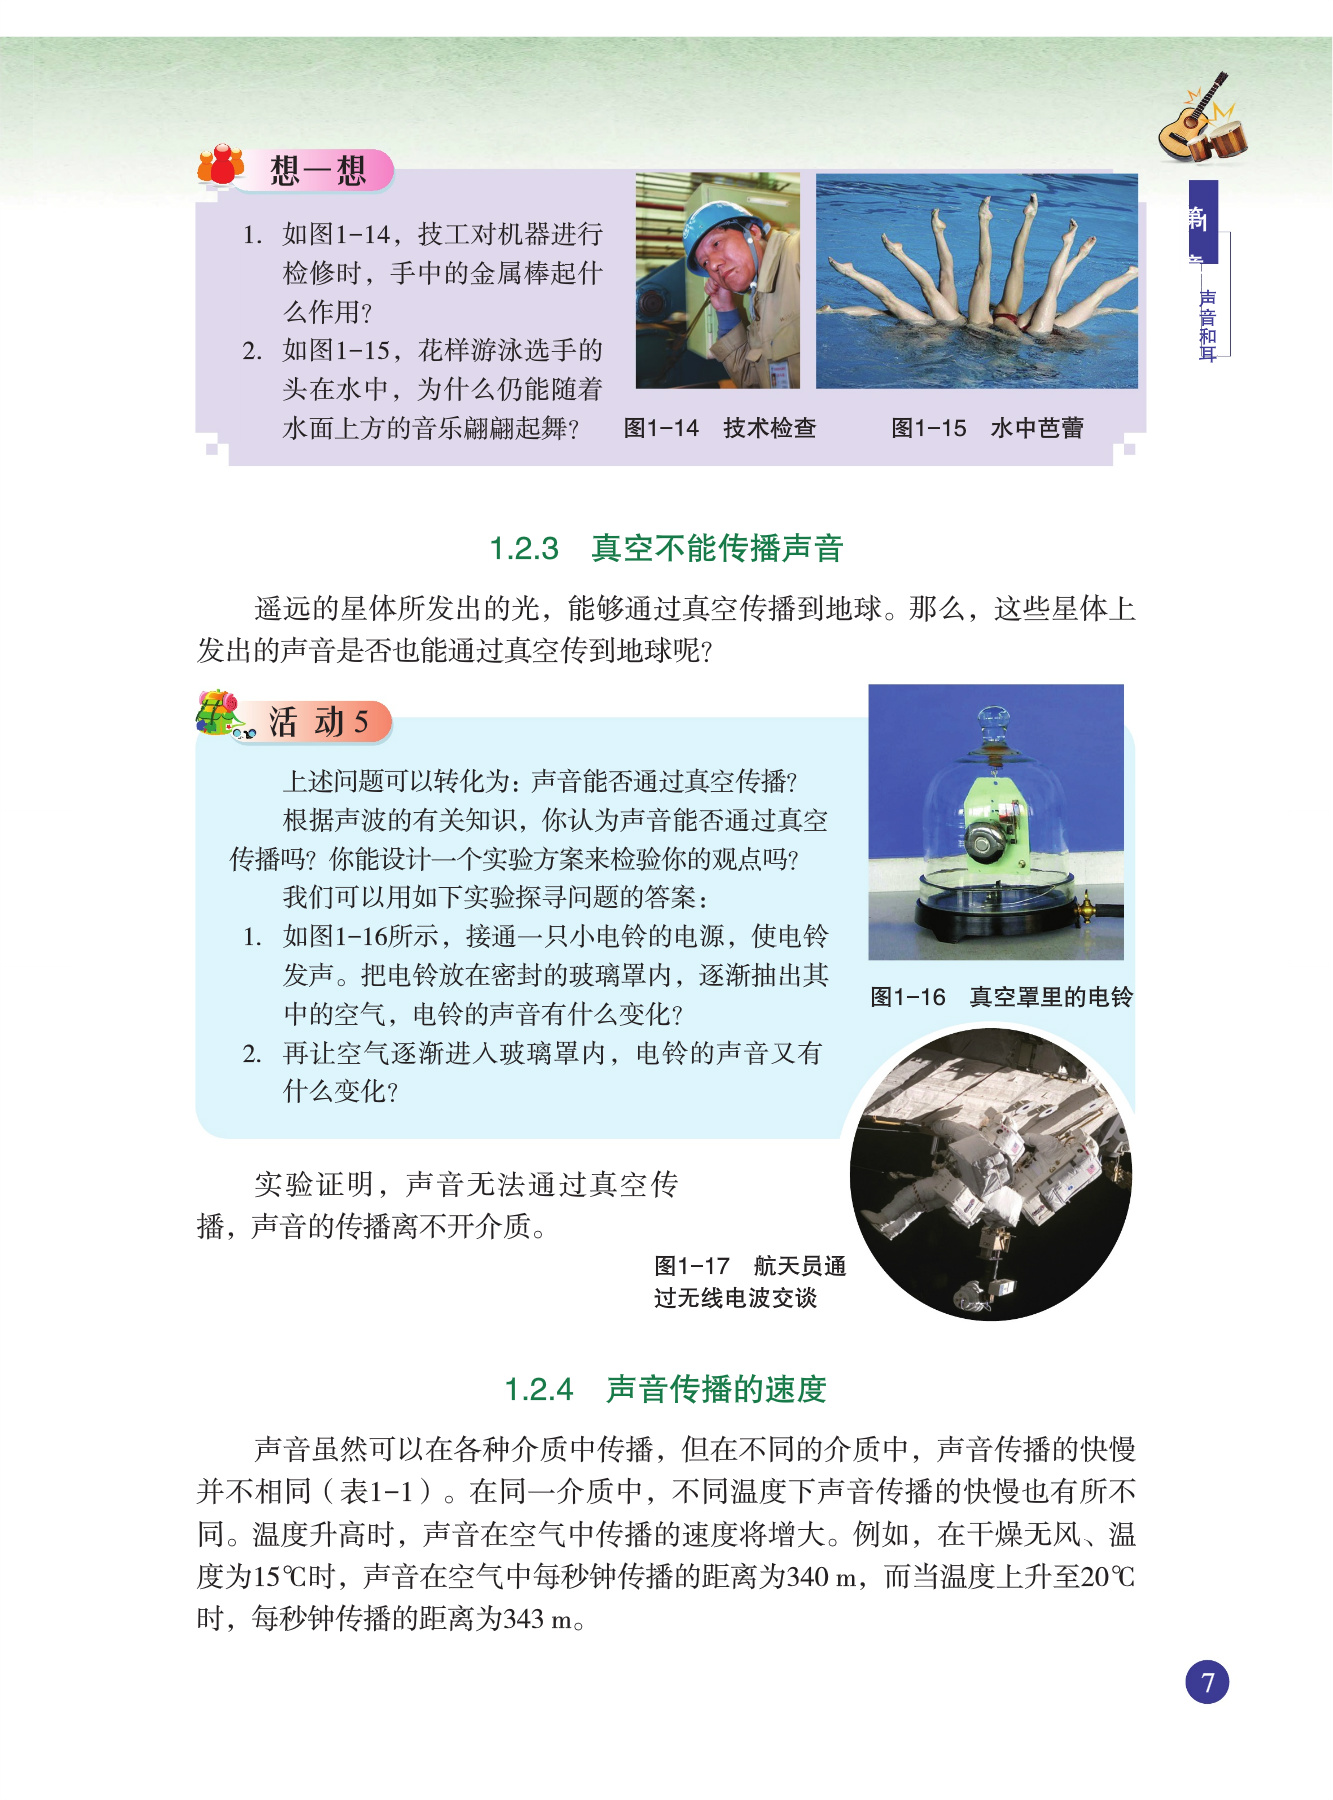 第1章
声音和耳
想一想
1. 如图1-14，技工对机器进行
检修时，手中的金属棒起什
么作用？
2. 如图1-15，花样游泳选手的
头在水中，为什么仍能随着
水面上方的音乐翩翩起舞？
图1-14 技术检查
图1-15 水中芭蕾
1.2.3 真空不能传播声音
遥远的星体所发出的光，能够通过真空传播到地球。那么，这些星体上
发出的声音是否也能通过真空传到地球呢？
活动5
上述问题可以转化为：声音能否通过真空传播？
根据声波的有关知识，你认为声音能否通过真空
传播吗？你能设计一个实验方案来检验你的观点吗？
我们可以用如下实验探寻问题的答案：
1. 如图1-16所示，接通一只小电铃的电源，使电铃
发声。把电铃放在密封的玻璃罩内，逐渐抽出其
中的空气，电铃的声音有什么变化？
2. 再让空气逐渐进入玻璃罩内，电铃的声音又有
什么变化？
图1-16 真空罩里的电铃
实验证明，声音无法通过真空传
播，声音的传播离不开介质。
图1-17 航天员通
过无线电波交谈
1.2.4 声音传播的速度
声音虽然可以在各种介质中传播，但在不同的介质中，声音传播的快慢
并不相同（表1-1）。在同一介质中，不同温度下声音传播的快慢也有所不
同。温度升高时，声音在空气中传播的速度将增大。例如，在干燥无风、温
度为15℃时，声音在空气中每秒钟传播的距离为340 m，而当温度上升至20℃
时，每秒钟传播的距离为343 m。
7